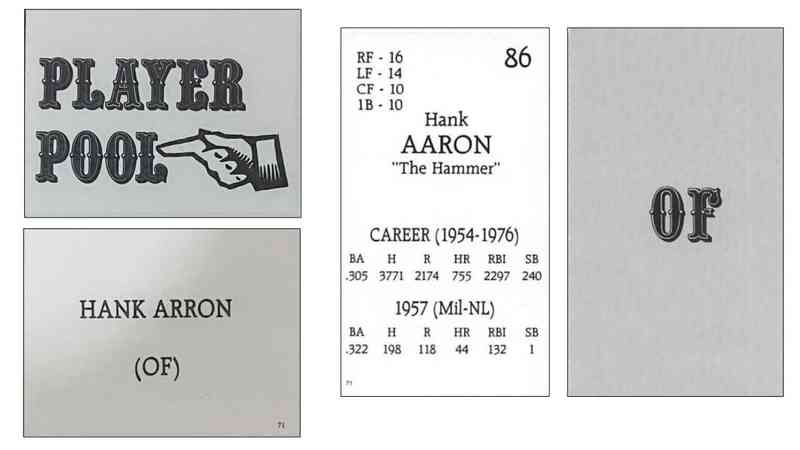 PLAYER
POOL
HANK ARRON
(OF)
71
RF - 16
LF - 14
CF - 10
1B - 10
86
Hank
AARON
"The Hammer"
CAREER (1954-1976)
BA H R HR RBI SB
.305 3771 2174 755 2297 240
1957 (Mil-NL)
BA H R HR RBI SB
.322 198 118 44 132 1
71
OF